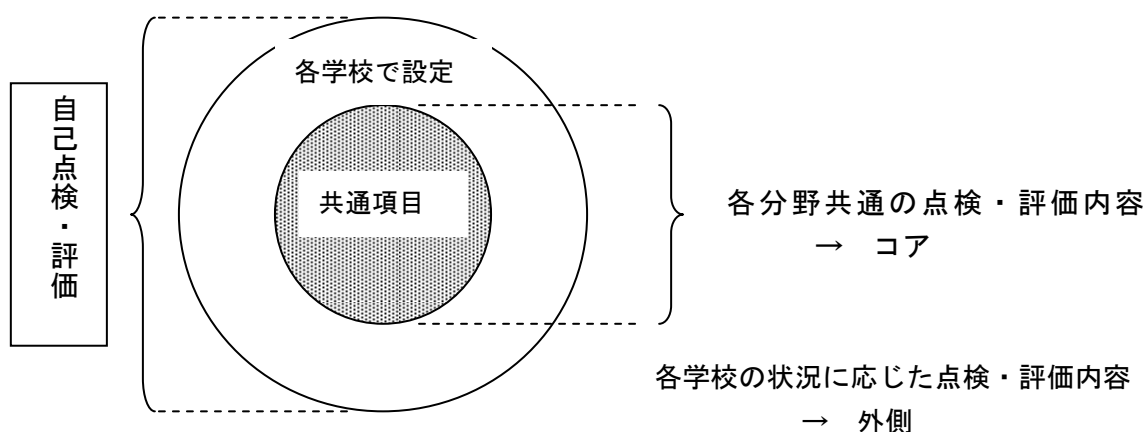 各学校で設定
自己点検・評価
共通項目
各分野共通の点検・評価内容
→ コア
各学校の状況に応じた点検・評価内容
→ 外側